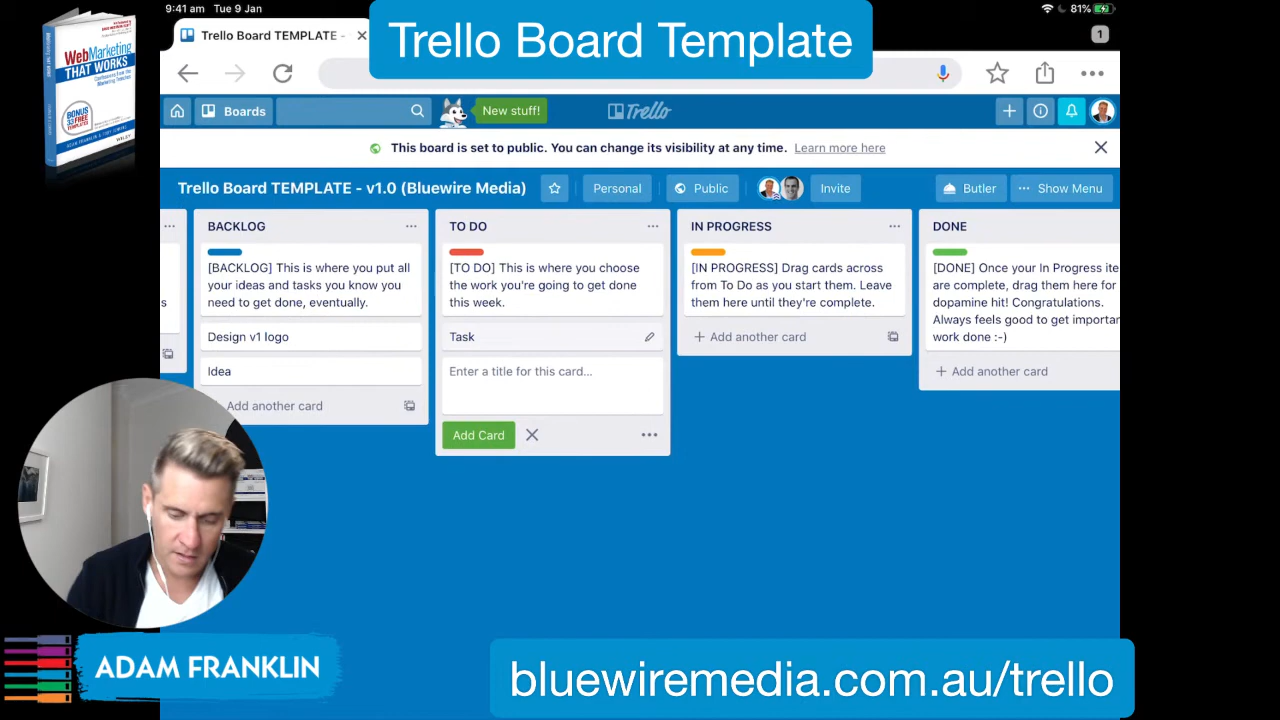 9:41 am Tue 9 Jan
81%
Trello Board Template
Trello Board TEMPLATE -
1
WebMarketing
THAT WORKS
BONUS
33 FREE
TEMPLATES
WILEY
Boards
New stuff!
Trello
This board is set to public. You can change its visibility at any time. Learn more here
Trello Board TEMPLATE - v1.0 (Bluewire Media)
Personal
Public
Invite
Butler
Show Menu
BACKLOG
[BACKLOG] This is where you put all
your ideas and tasks you know you
need to get done, eventually.
Design v1 logo
Idea
Add another card
TO DO
[TO DO] This is where you choose
the work you're going to get done
this week.
Task
Enter a title for this card...
Add Card
IN PROGRESS
[IN PROGRESS] Drag cards across
from To Do as you start them. Leave
them here until they're complete.
Add another card
DONE
[DONE] Once your In Progress ite
are complete, drag them here for
dopamine hit! Congratulations.
Always feels good to get importan
work done :-)
Add another card
s
ADAM FRANKLIN
bluewiremedia.com.au/trello